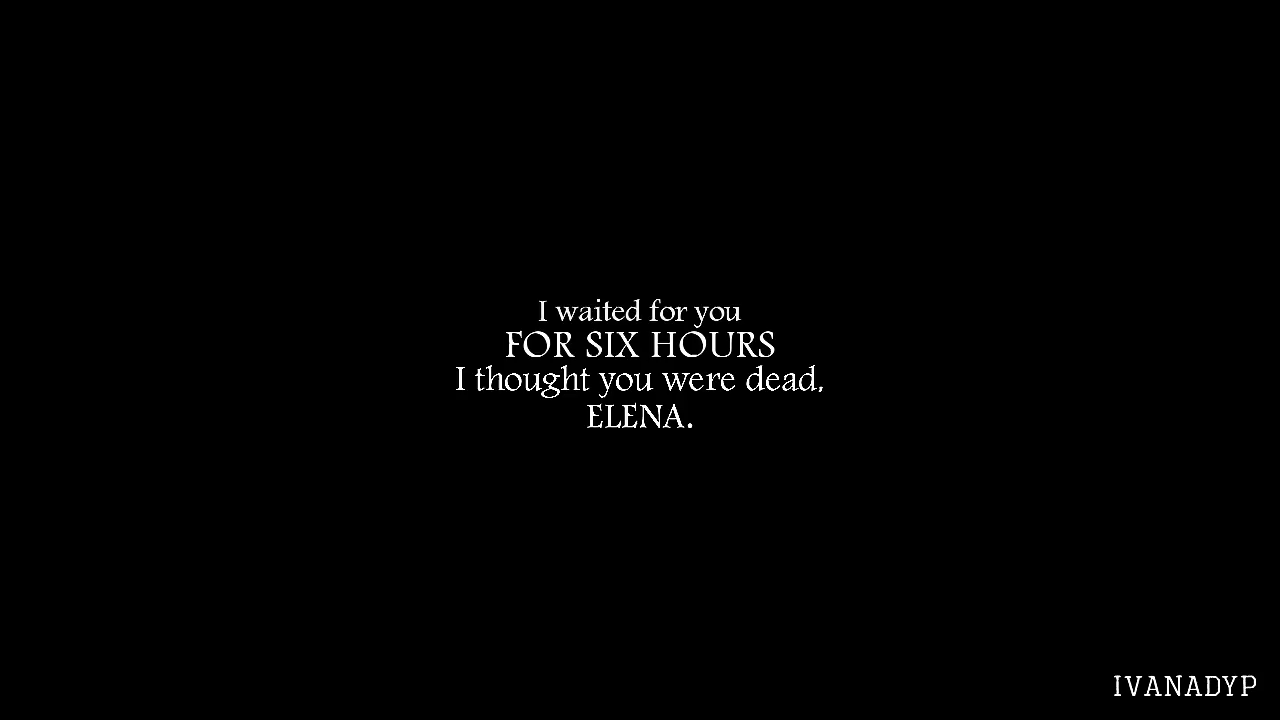 I waited for you
FOR SIX HOURS
I thought you were dead,
ELENA.
IVANADYP